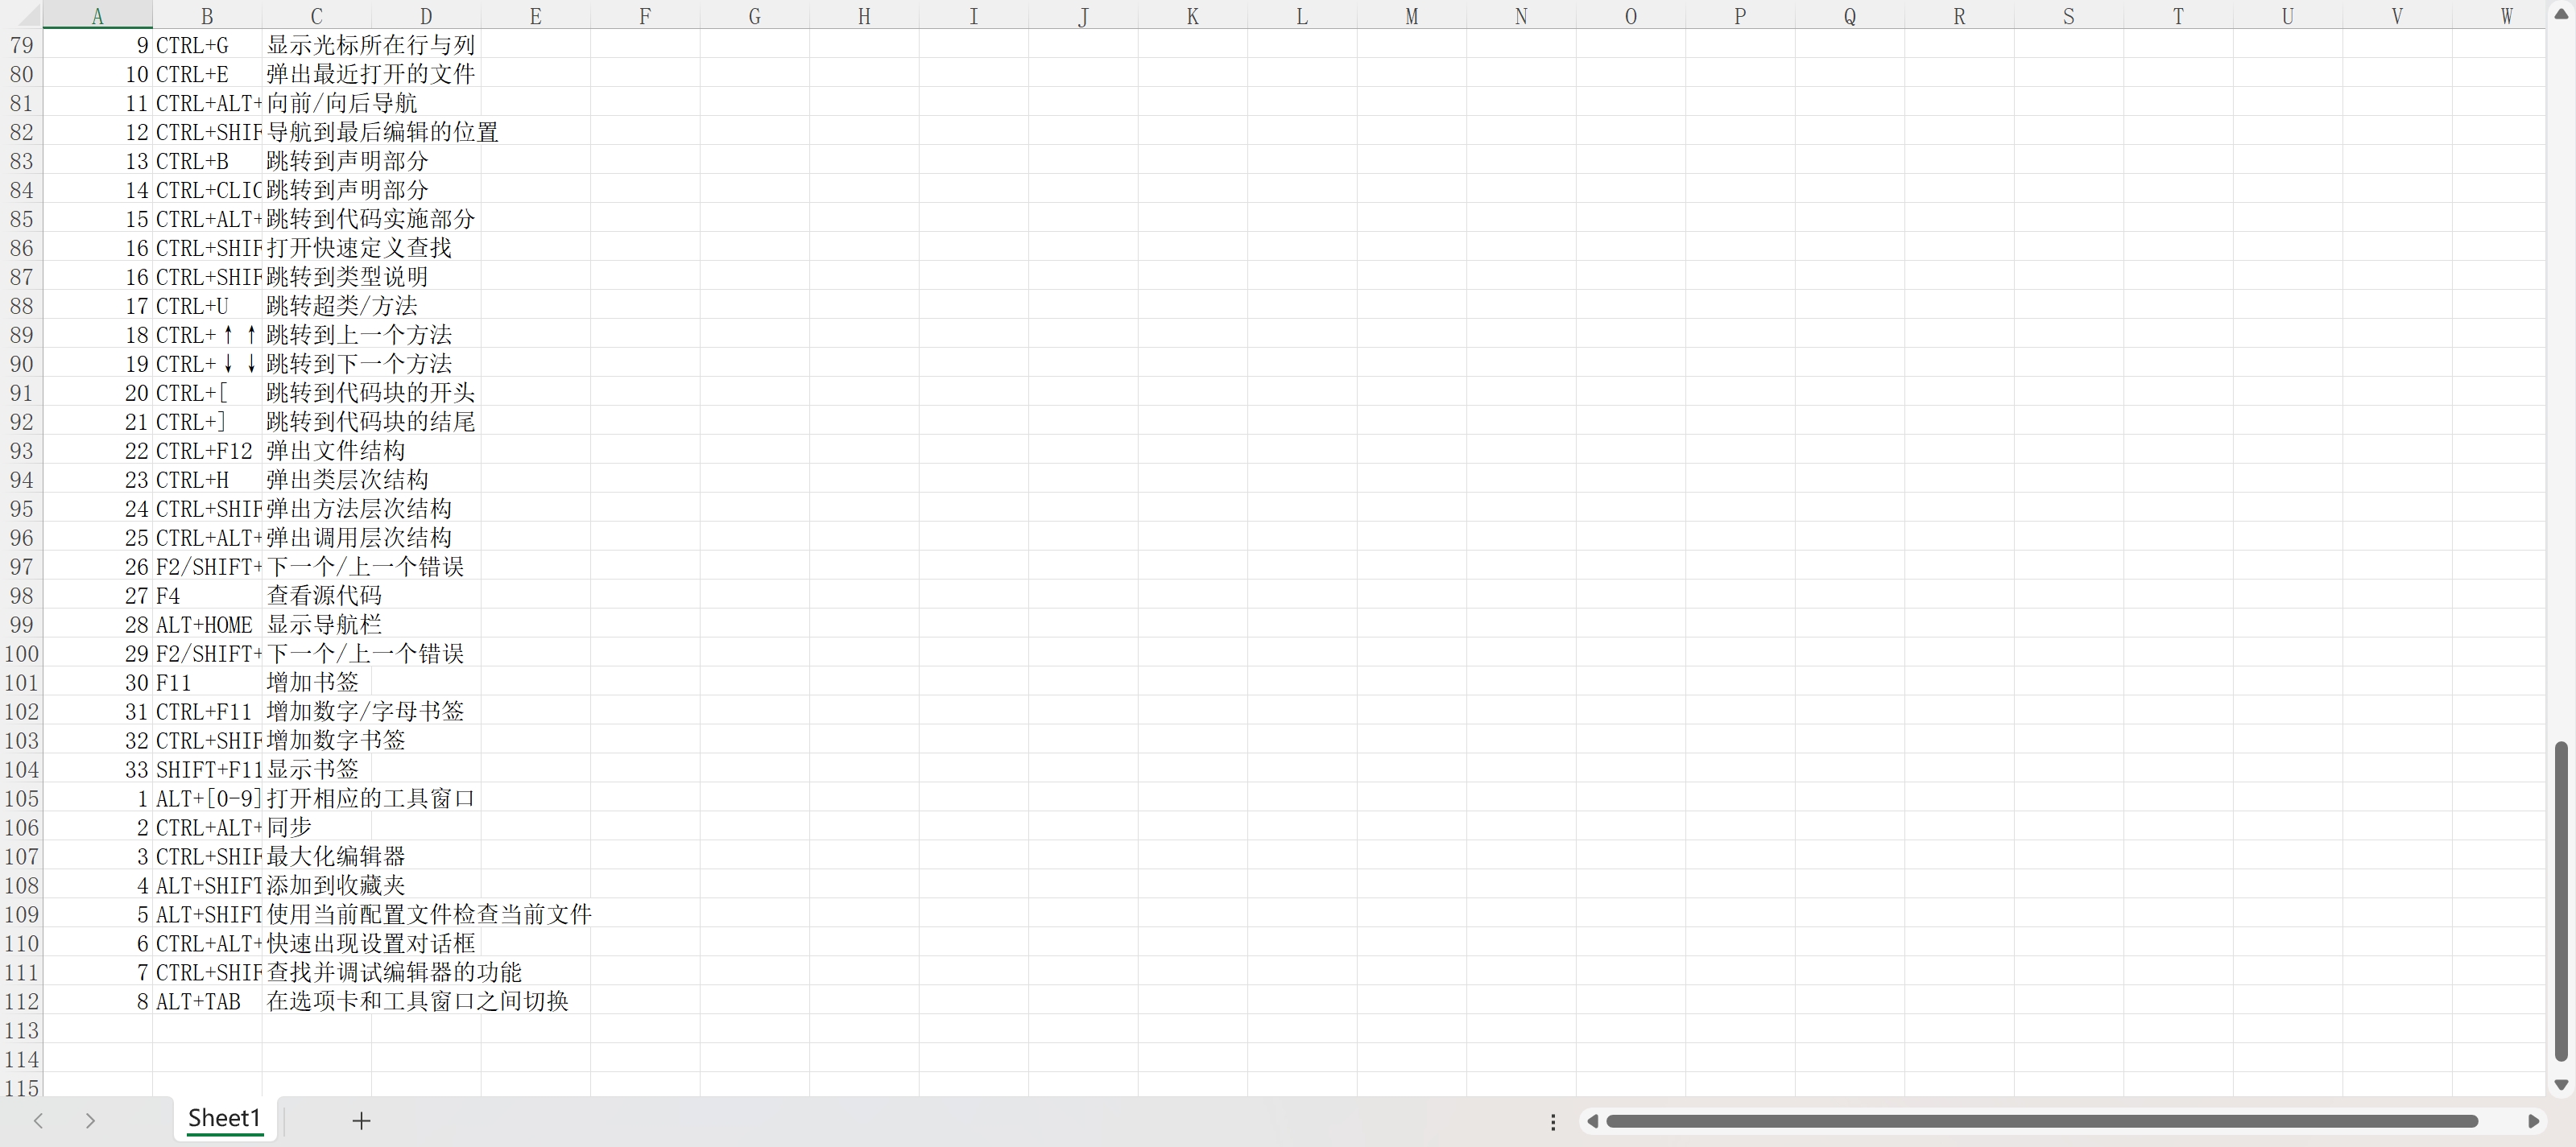 A B C D E F G H I J K L M N O P Q R S T U V W
79 9 CTRL+G 显示光标所在行与列
80 10 CTRL+E 弹出最近打开的文件
81 11 CTRL+ALT+ 向前/向后导航
82 12 CTRL+SHIF 导航到最后编辑的位置
83 13 CTRL+B 跳转到声明部分
84 14 CTRL+CLIC 跳转到声明部分
85 15 CTRL+ALT+ 跳转到代码实施部分
86 16 CTRL+SHIF 打开快速定义查找
87 16 CTRL+SHIF 跳转到类型说明
88 17 CTRL+U 跳转超类/方法
89 18 CTRL+↑ ↑ 跳转到上一个方法
90 19 CTRL+↓ ↓ 跳转到下一个方法
91 20 CTRL+[ 跳转到代码块的开头
92 21 CTRL+] 跳转到代码块的结尾
93 22 CTRL+F12 弹出文件结构
94 23 CTRL+H 弹出类层次结构
95 24 CTRL+SHIF 弹出方法层次结构
96 25 CTRL+ALT+ 弹出调用层次结构
97 26 F2/SHIFT+ 下一个/上一个错误
98 27 F4 查看源代码
99 28 ALT+HOME 显示导航栏
100 29 F2/SHIFT+ 下一个/上一个错误
101 30 F11 增加书签
102 31 CTRL+F11 增加数字/字母书签
103 32 CTRL+SHIF 增加数字书签
104 33 SHIFT+F11 显示书签
105 1 ALT+[0-9] 打开相应的工具窗口
106 2 CTRL+ALT+ 同步
107 3 CTRL+SHIF 最大化编辑器
108 4 ALT+SHIFT 添加到收藏夹
109 5 ALT+SHIFT 使用当前配置文件检查当前文件
110 6 CTRL+ALT+ 快速出现设置对话框
111 7 CTRL+SHIF 查找并调试编辑器的功能
112 8 ALT+TAB 在选项卡和工具窗口之间切换
113
114
115
Sheet1